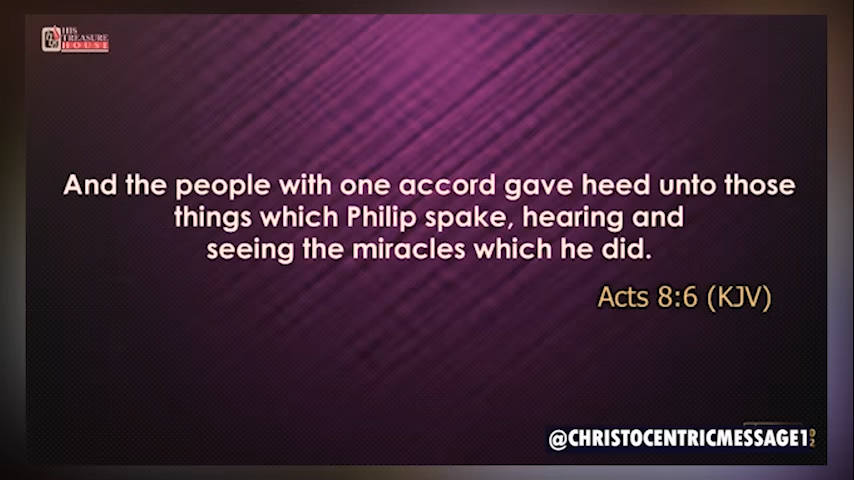 HIS
TREASURE
HOUSE
And the people with one accord gave heed unto those
things which Philip spake, hearing and
seeing the miracles which he did.
Acts 8:6 (KJV)
@CHRISTOCENTRICMESSAGE1